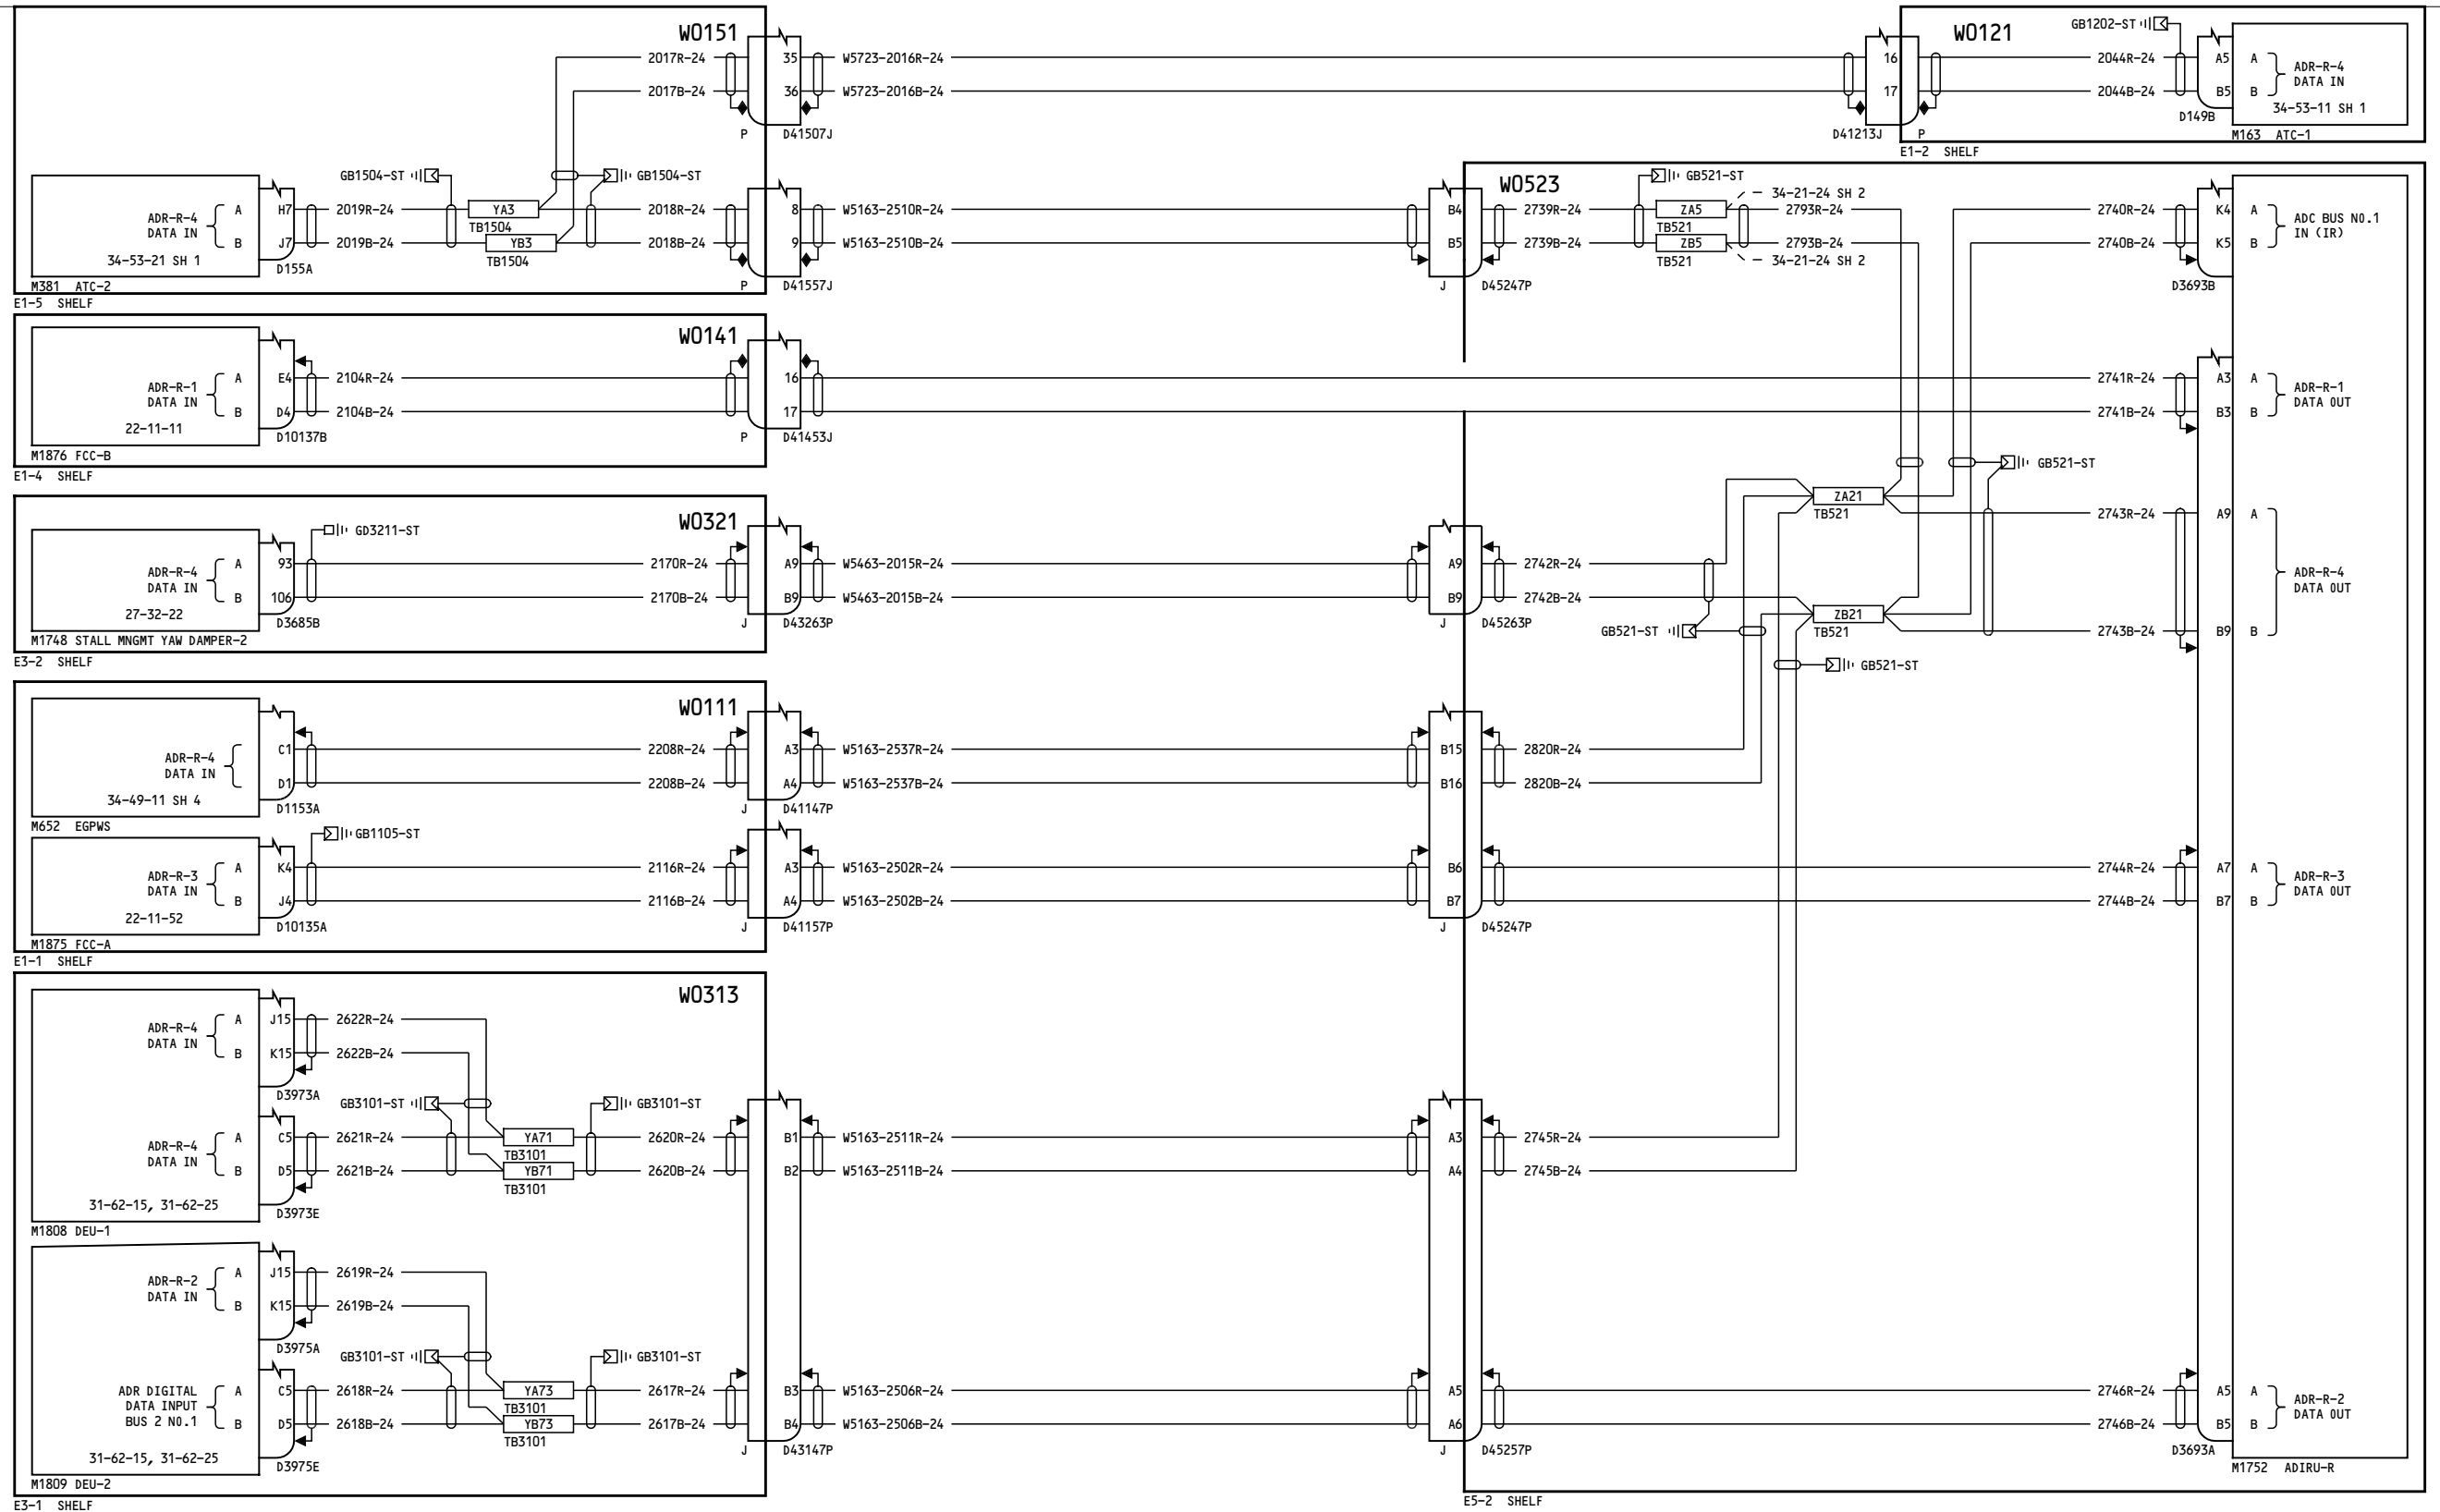 W0151
2017R-24
35
W5723-2016R-24
2017B-24
36
W5723-2016B-24
P
D41507J
GB1202-ST
W0121
16
2044R-24
A5
A
ADR-R-4
DATA IN
17
2044B-24
B5
B
34-53-11 SH 1
D149B
D41213J
P
M163 ATC-1
E1-2 SHELF
GB1504-ST
GB1504-ST
ADR-R-4
DATA IN
A
H7
2019R-24
YA3
TB1504
2018R-24
8
W5163-2510R-24
B
J7
2019B-24
YB3
TB1504
2018B-24
9
W5163-2510B-24
34-53-21 SH 1
D155A
M381 ATC-2
P
D41557J
E1-5 SHELF
W0523
GB521-ST
34-21-24 SH 2
B4
2739R-24
ZA5
TB521
2793R-24
B5
2739B-24
ZB5
TB521
2793B-24
34-21-24 SH 2
J
D45247P
2740R-24
K4
A
ADC BUS N0.1
IN (IR)
2740B-24
K5
B
D3693B
W0141
ADR-R-1
DATA IN
A
E4
2104R-24
16
2741R-24
A3
A
ADR-R-1
DATA OUT
B
D4
2104B-24
17
2741B-24
B3
B
22-11-11
D10137B
P
D41453J
M1876 FCC-B
E1-4 SHELF
GB521-ST
ZA21
TB521
2743R-24
A9
A
W0321
GD3211-ST
ADR-R-4
DATA IN
A
93
2170R-24
A9
W5463-2015R-24
A9
2742R-24
ADR-R-4
DATA OUT
B
106
2170B-24
B9
W5463-2015B-24
B9
2742B-24
ZB21
TB521
27-32-22
D3685B
J
D43263P
J
D45263P
GB521-ST
2743B-24
B9
B
M1748 STALL MNGMT YAW DAMPER-2
E3-2 SHELF
GB521-ST
W0111
ADR-R-4
DATA IN
C1
2208R-24
A3
W5163-2537R-24
B15
2820R-24
D1
2208B-24
A4
W5163-2537B-24
B16
2820B-24
34-49-11 SH 4
D1153A
J
D41147P
M652 EGPWS
GB1105-ST
ADR-R-3
DATA IN
A
K4
2116R-24
A3
W5163-2502R-24
B6
2744R-24
A7
A
ADR-R-3
DATA OUT
B
J4
2116B-24
A4
W5163-2502B-24
B7
2744B-24
B7
B
22-11-52
D10135A
J
D41157P
J
D45247P
M1875 FCC-A
E1-1 SHELF
W0313
ADR-R-4
DATA IN
A
J15
2622R-24
B
K15
2622B-24
D3973A
GB3101-ST
GB3101-ST
ADR-R-4
DATA IN
A
C5
2621R-24
YA71
TB3101
2620R-24
B1
W5163-2511R-24
A3
2745R-24
B
D5
2621B-24
YB71
TB3101
2620B-24
B2
W5163-2511B-24
A4
2745B-24
31-62-15, 31-62-25
D3973E
M1808 DEU-1
ADR-R-2
DATA IN
A
J15
2619R-24
B
K15
2619B-24
D3975A
GB3101-ST
GB3101-ST
ADR DIGITAL
DATA INPUT
BUS 2 N0.1
A
C5
2618R-24
YA73
TB3101
2617R-24
B3
W5163-2506R-24
A5
2746R-24
A5
A
ADR-R-2
DATA OUT
B
D5
2618B-24
YB73
TB3101
2617B-24
B4
W5163-2506B-24
A6
2746B-24
B5
B
31-62-15, 31-62-25
D3975E
J
D43147P
J
D45257P
D3693A
M1809 DEU-2
M1752 ADIRU-R
E3-1 SHELF
E5-2 SHELF